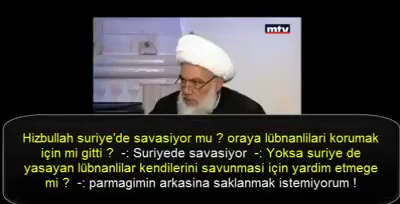 mtv
Hizbullah suriye'de savasiyor mu ? oraya lübnanlilari korumak
için mi gitti ?  -: Suriyede savasiyor  -: Yoksa suriye de
yasayan lübnanlilar kendilerini savunmasi için yardim etmege
mi ?  -: parmagimin arkasina saklanmak istemiyorum !